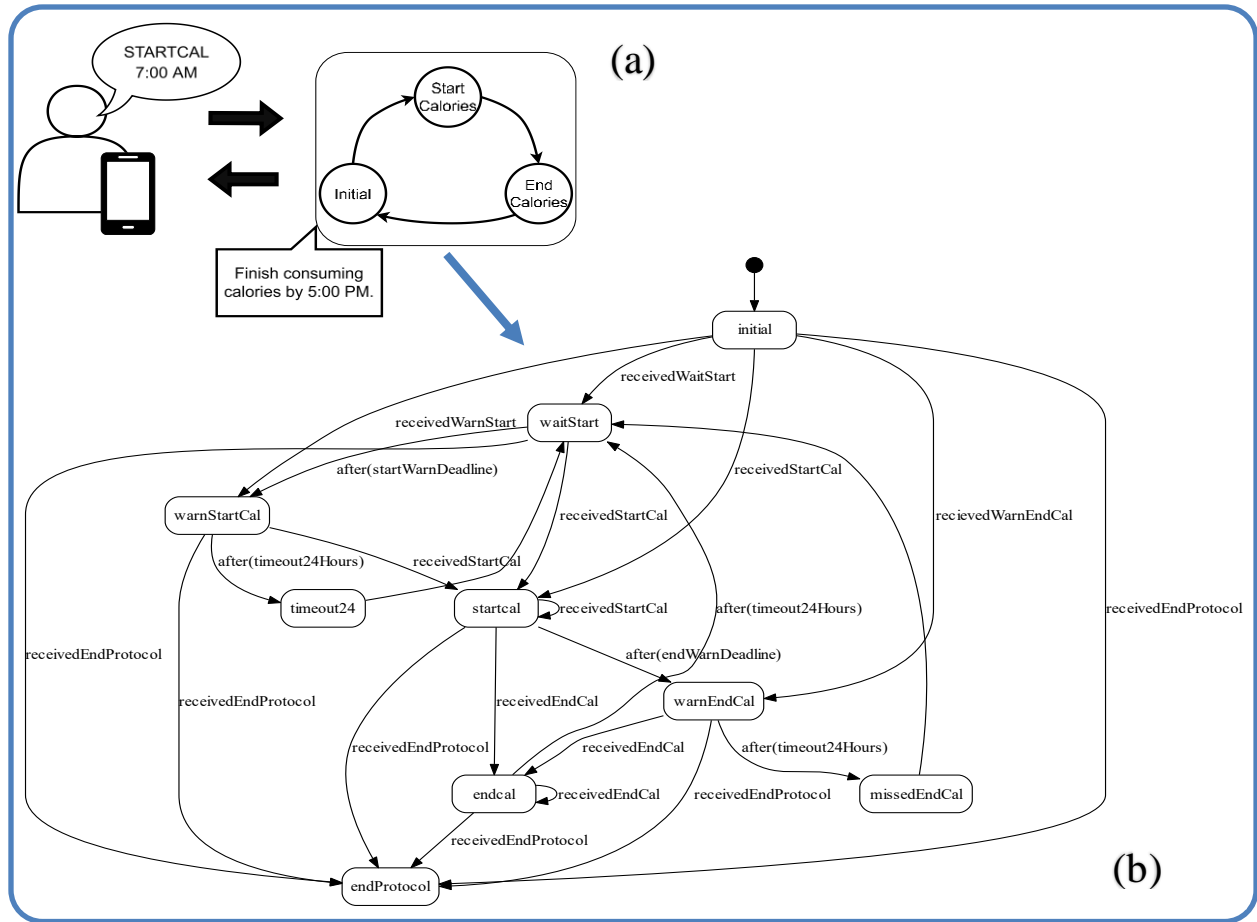 STARTCAL
7:00 AM
(a)
Start
Calories
Initial
End
Calories
Finish consuming
calories by 5:00 PM.
initial
receivedWaitStart
receivedWarnStart
waitStart
after(startWarnDeadline)
receivedStartCal
warnStartCal
receivedStartCal
recievedWarnEndCal
after(timeout24Hours)
receivedStartCal
timeout24
startcal
receivedStartCal
after(timeout24Hours)
receivedEndProtocol
receivedEndProtocol
after(endWarnDeadline)
receivedEndProtocol
receivedEndCal
warnEndCal
receivedEndProtocol
receivedEndCal
after(timeout24Hours)
endcal
receivedEndCal
receivedEndProtocol
missedEndCal
receivedEndProtocol
endProtocol
(b)